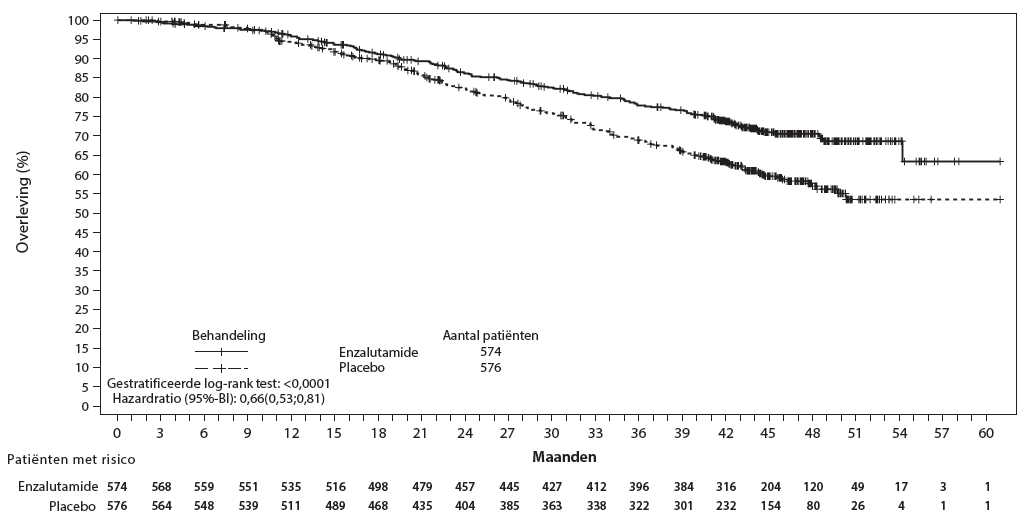 100
95
90
85
80
75
70
65
60
55
50
45
40
35
30
25
20
15
10
5
0
Overleving (%)
Behandeling Aantal patiënten
Enzalutamide 574
Placebo 576
Gestratificeerde log-rank test: <0,0001
Hazardratio (95%-BI): 0,66(0,53;0,81)
0 3 6 9 12 15 18 21 24 27 30 33 36 39 42 45 48 51 54 57 60
Maanden
Patiënten met risico
Enzalutamide 574 568 559 551 535 516 498 479 457 445 427 412 396 384 316 204 120 49 17 3 1
Placebo 576 564 548 539 511 489 468 435 404 385 363 338 322 301 232 154 80 26 4 1 1